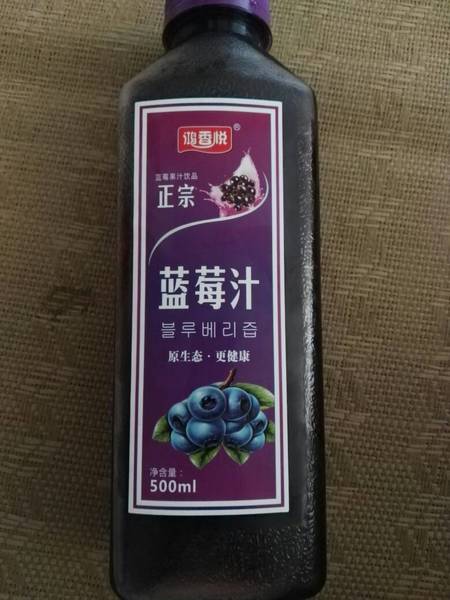 鸿香悦®
蓝莓果汁饮品
正宗
蓝莓汁
블루베리즙
原生态·更健康
净含量：
500ml